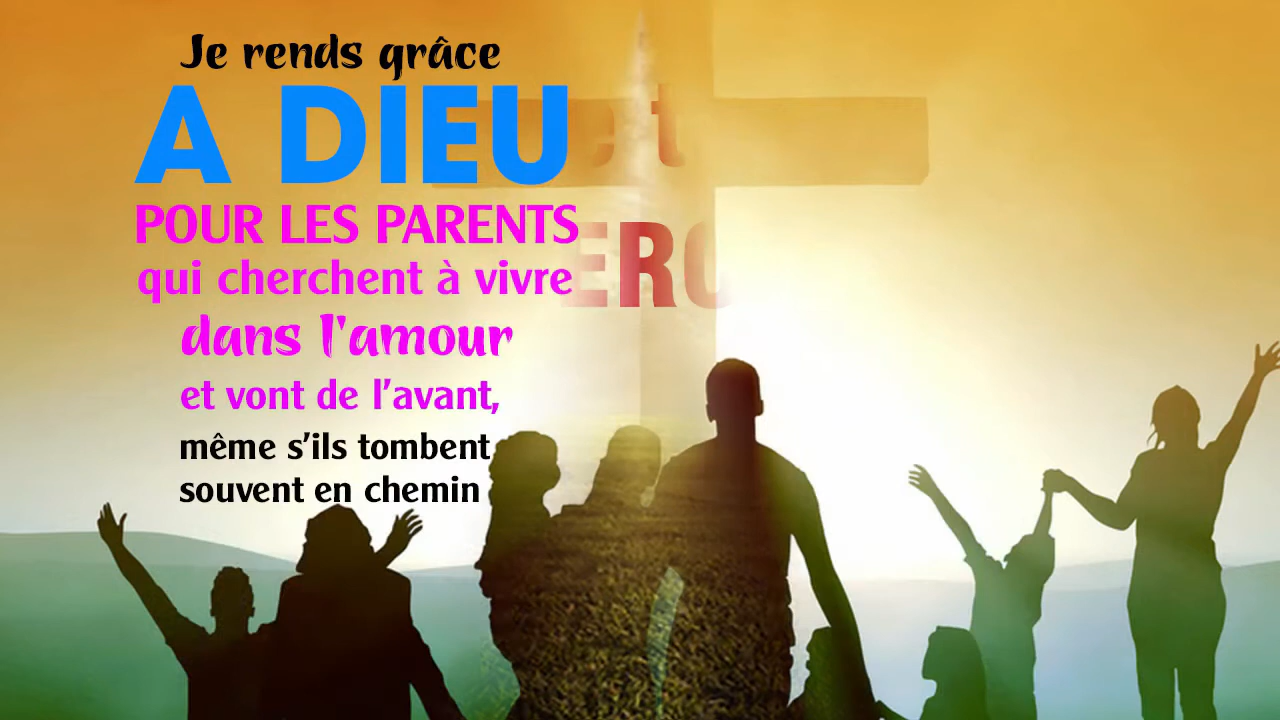 Je rends grâce
A DIEU
POUR LES PARENTS
qui cherchent à vivre
dans l'amour
et vont de l’avant,
même s’ils tombent
souvent en chemin